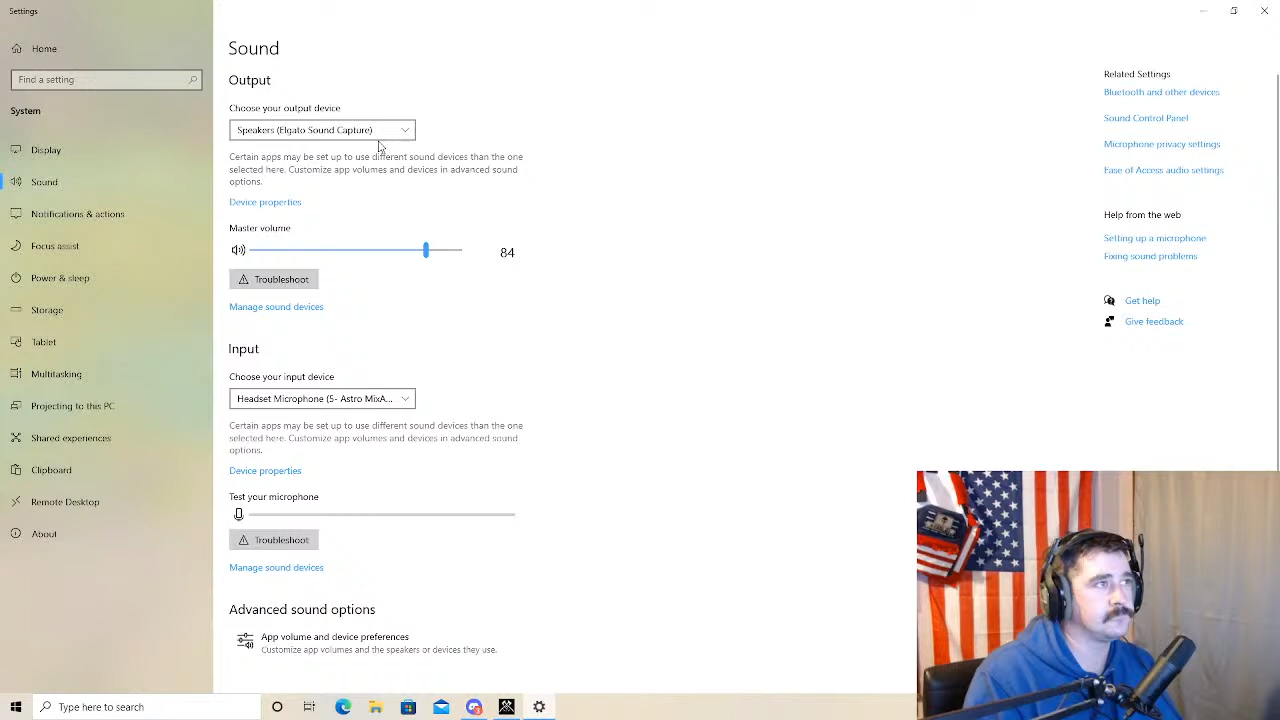 Settings
Home
Find a setting
System
Display
Sound
Notifications & actions
Focus assist
Power & sleep
Storage
Tablet
Multitasking
Projecting to this PC
Shared experiences
Clipboard
Remote Desktop
About
Sound
Output
Choose your output device
Speakers (Elgato Sound Capture)
Certain apps may be set up to use different sound devices than the one
selected here. Customize app volumes and devices in advanced sound
options.
Device properties
Master volume
84
Troubleshoot
Manage sound devices
Input
Choose your input device
Headset Microphone (5- Astro MixA...
Certain apps may be set up to use different sound devices than the one
selected here. Customize app volumes and devices in advanced sound
options.
Device properties
Test your microphone
Troubleshoot
Manage sound devices
Advanced sound options
App volume and device preferences
Customize app volumes and the speakers or devices they use.
Related Settings
Bluetooth and other devices
Sound Control Panel
Microphone privacy settings
Ease of Access audio settings
Help from the web
Setting up a microphone
Fixing sound problems
Get help
Give feedback
Type here to search